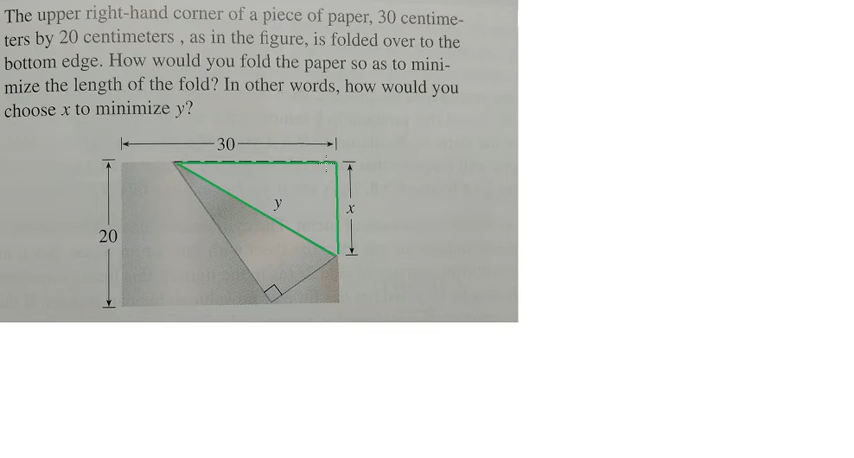 The upper right-hand corner of a piece of paper, 30 centime-
ters by 20 centimeters , as in the figure, is folded over to the
bottom edge. How would you fold the paper so as to mini-
mize the length of the fold? In other words, how would you
choose x to minimize y?
30
y
x
20